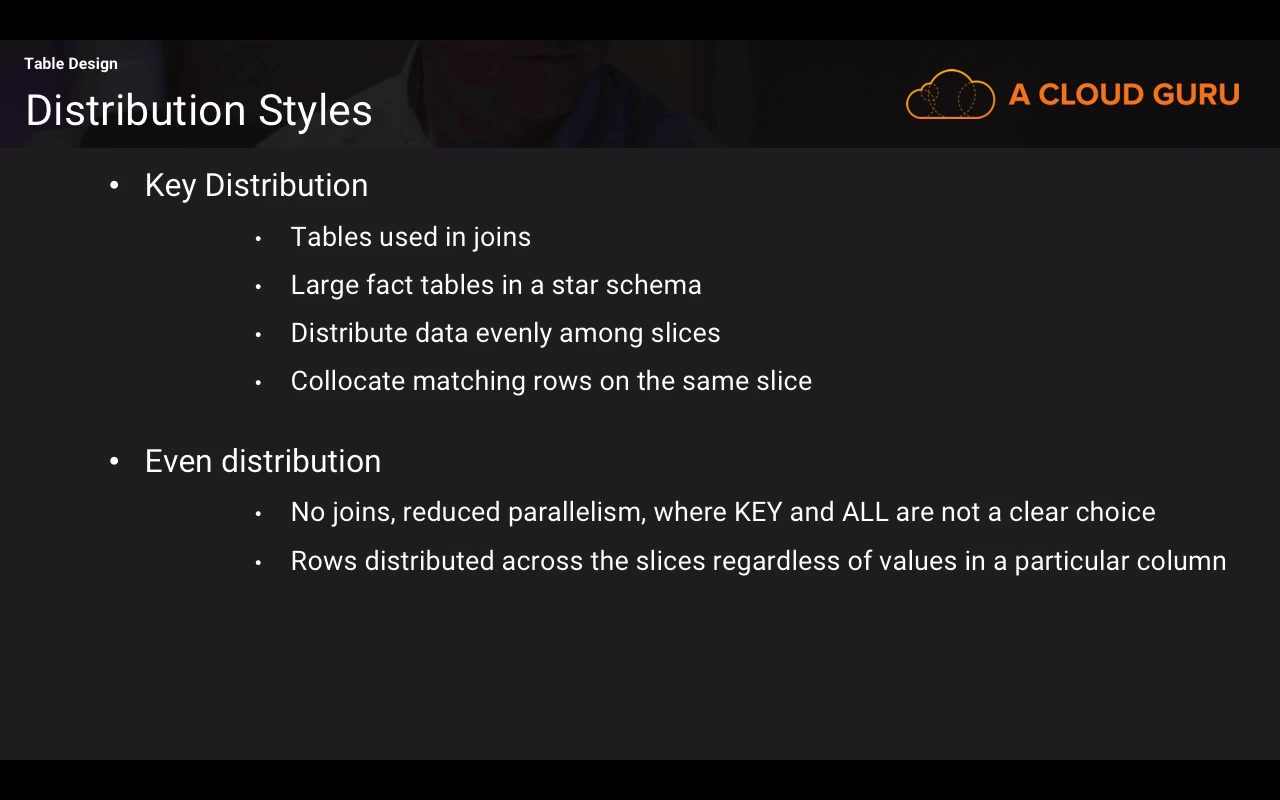 Table Design
Distribution Styles
A CLOUD GURU
• Key Distribution
• Tables used in joins
• Large fact tables in a star schema
• Distribute data evenly among slices
• Collocate matching rows on the same slice
• Even distribution
• No joins, reduced parallelism, where KEY and ALL are not a clear choice
• Rows distributed across the slices regardless of values in a particular column